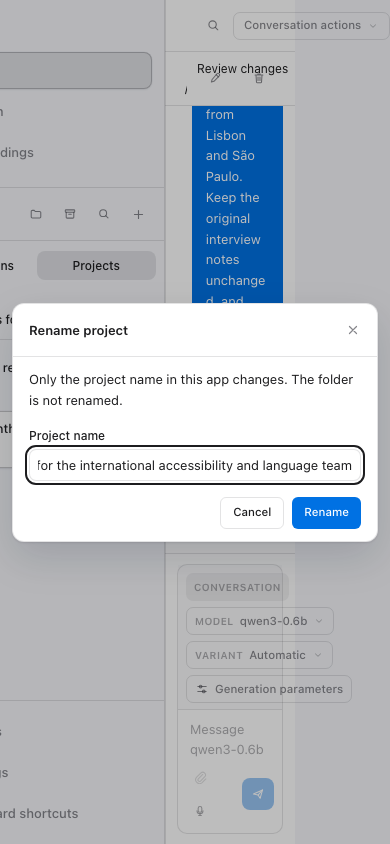 Conversation actions
Review changes
dings
from
Lisbon
and São
Paulo.
Keep the
original
interview
notes
unchange
d, and
ns
Projects
Rename project
Only the project name in this app changes. The folder
is not renamed.
Project name
for the international accessibility and language team
Cancel
Rename
CONVERSATION
MODEL qwen3-0.6b
VARIANT Automatic
Generation parameters
Message
qwen3-0.6b
gs
ard shortcuts